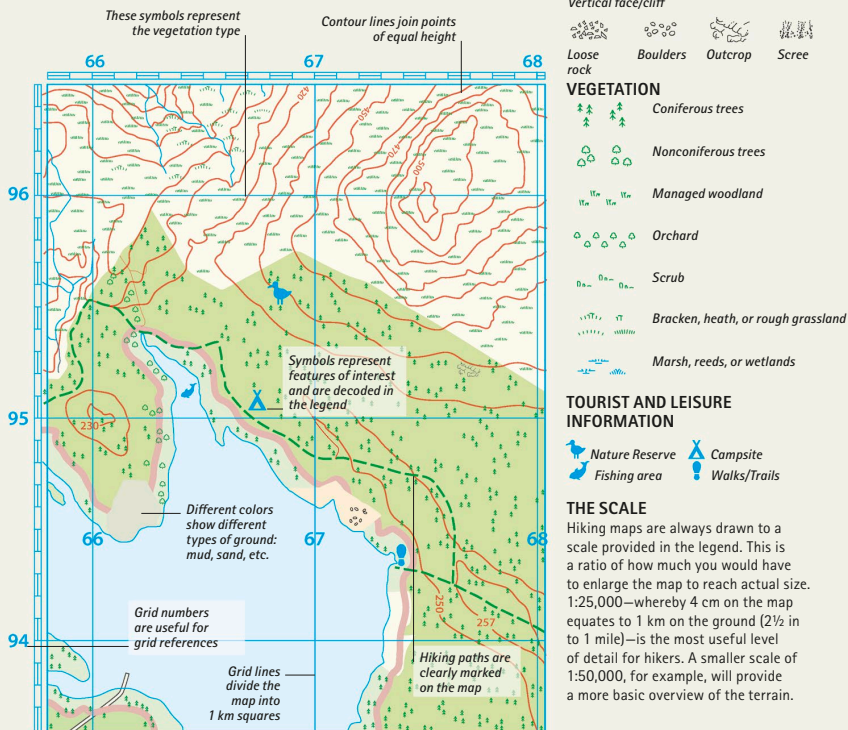 Vertical face/cliff
These symbols represent
the vegetation type
Contour lines join points
of equal height
66
67
68
420
450
470
500
96
Symbols represent
features of interest
and are decoded in
the legend
95
230
Different colors
show different
types of ground:
mud, sand, etc.
66
67
68
250
257
Grid numbers
are useful for
grid references
94
Grid lines
divide the
map into
1 km squares
Hiking paths are
clearly marked
on the map
Loose
rock
Boulders
Outcrop
Scree
VEGETATION
Coniferous trees
Nonconiferous trees
Managed woodland
Orchard
Scrub
Bracken, heath, or rough grassland
Marsh, reeds, or wetlands
TOURIST AND LEISURE
INFORMATION
Nature Reserve
Campsite
Fishing area
Walks/Trails
THE SCALE
Hiking maps are always drawn to a
scale provided in the legend. This is
a ratio of how much you would have
to enlarge the map to reach actual size.
1:25,000—whereby 4 cm on the map
equates to 1 km on the ground (2½ in
to 1 mile)—is the most useful level
of detail for hikers. A smaller scale of
1:50,000, for example, will provide
a more basic overview of the terrain.